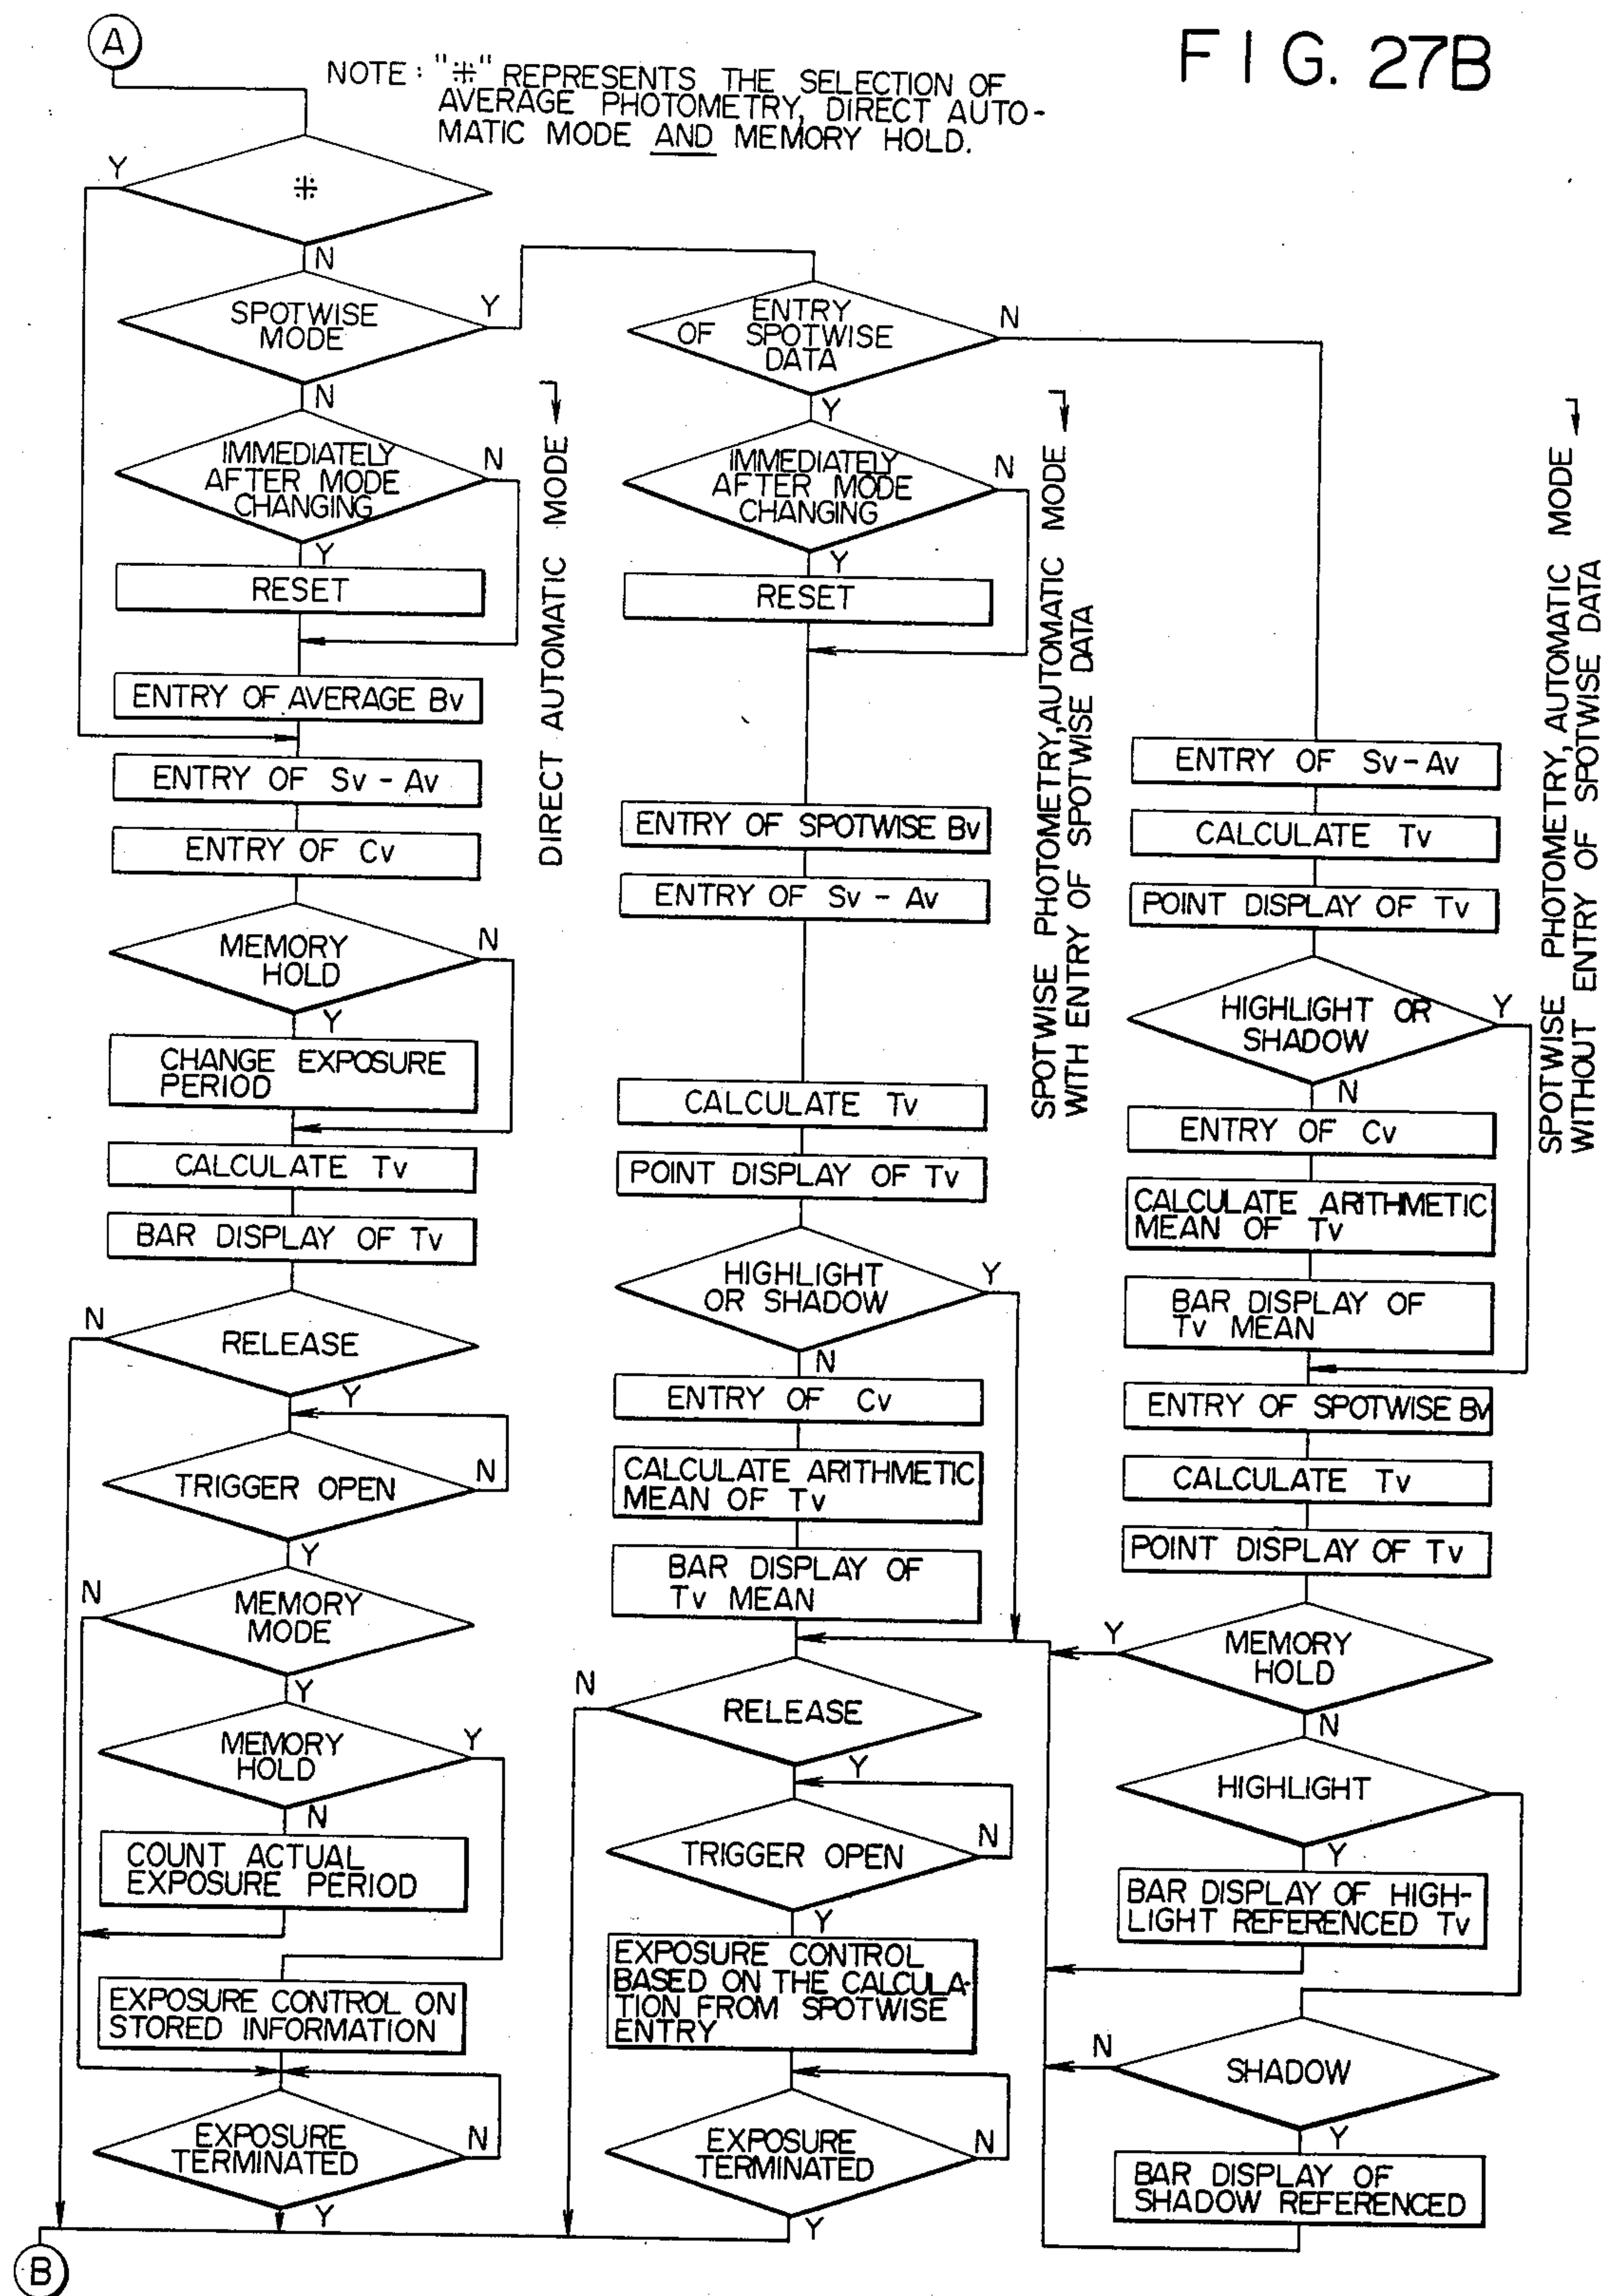 A
FIG. 27B
NOTE: "⁜" REPRESENTS THE SELECTION OF
AVERAGE PHOTOMETRY, DIRECT AUTO-
MATIC MODE AND MEMORY HOLD.
Y
⁜
N
SPOTWISE
MODE
Y
N
IMMEDIATELY
AFTER MODE
CHANGING
N
Y
RESET
ENTRY OF AVERAGE Bv
ENTRY OF Sv - Av
ENTRY OF Cv
MEMORY
HOLD
N
Y
CHANGE EXPOSURE
PERIOD
CALCULATE Tv
BAR DISPLAY OF Tv
N
RELEASE
Y
TRIGGER OPEN
N
Y
N
MEMORY
MODE
Y
MEMORY
HOLD
Y
N
COUNT ACTUAL
EXPOSURE PERIOD
EXPOSURE CONTROL ON
STORED INFORMATION
EXPOSURE
TERMINATED
N
Y
B
DIRECT AUTOMATIC MODE
ENTRY
OF SPOTWISE
DATA
N
Y
IMMEDIATELY
AFTER MODE
CHANGING
N
Y
RESET
ENTRY OF SPOTWISE Bv
ENTRY OF Sv - Av
CALCULATE Tv
POINT DISPLAY OF Tv
HIGHLIGHT
OR SHADOW
Y
N
ENTRY OF Cv
CALCULATE ARITHMETIC
MEAN OF Tv
BAR DISPLAY OF
Tv MEAN
N
RELEASE
Y
TRIGGER OPEN
N
Y
EXPOSURE CONTROL
BASED ON THE CALCULA-
TION FROM SPOTWISE
ENTRY
EXPOSURE
TERMINATED
N
Y
SPOTWISE PHOTOMETRY, AUTOMATIC MODE
WITH ENTRY OF SPOTWISE DATA
ENTRY OF Sv-Av
CALCULATE Tv
POINT DISPLAY OF Tv
HIGHLIGHT OR
SHADOW
Y
N
ENTRY OF Cv
CALCULATE ARITHMETIC
MEAN OF Tv
BAR DISPLAY OF
Tv MEAN
ENTRY OF SPOTWISE Bv
CALCULATE Tv
POINT DISPLAY OF Tv
Y
MEMORY
HOLD
N
HIGHLIGHT
Y
BAR DISPLAY OF HIGH-
LIGHT REFERENCED Tv
N
SHADOW
Y
BAR DISPLAY OF
SHADOW REFERENCED
SPOTWISE PHOTOMETRY, AUTOMATIC MODE
WITHOUT ENTRY OF SPOTWISE DATA